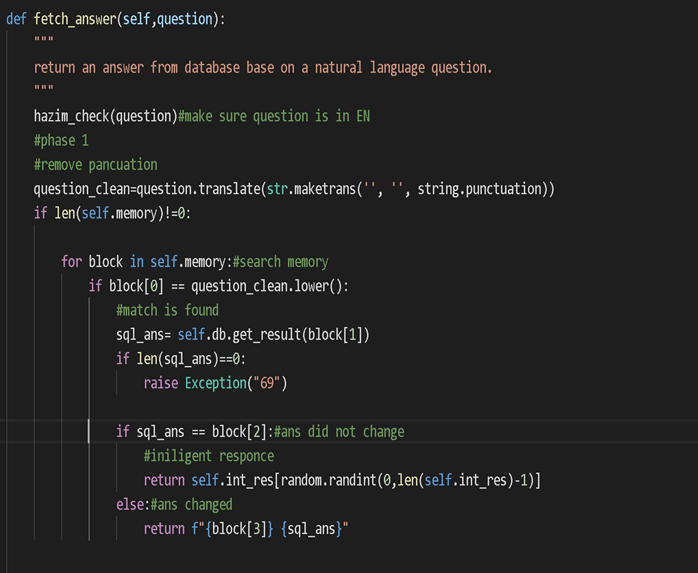 def fetch_answer(self,question):
"""
return an answer from database base on a natural language question.
"""
hazim_check(question)#make sure question is in EN
#phase 1
#remove pancuation
question_clean=question.translate(str.maketrans('', '', string.punctuation))
if len(self.memory)!=0:
for block in self.memory:#search memory
if block[0] == question_clean.lower():
#match is found
sql_ans= self.db.get_result(block[1])
if len(sql_ans)==0:
raise Exception("69")
if sql_ans == block[2]:#ans did not change
#iniligent responce
return self.int_res[random.randint(0,len(self.int_res)-1)]
else:#ans changed
return f"{block[3]} {sql_ans}"